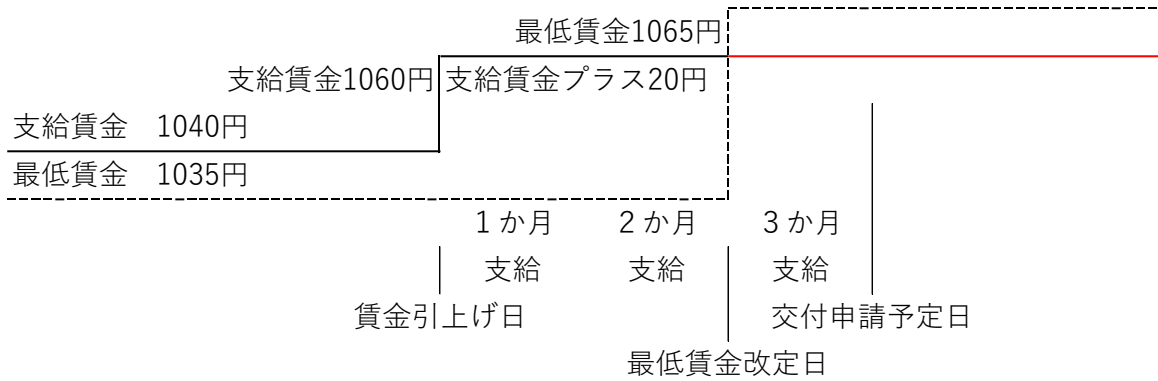 最低賃金1065円
支給賃金1060円 支給賃金プラス20円
支給賃金　1040円
最低賃金　1035円
1か月 2か月 3か月
支給 支給 支給
賃金引上げ日 交付申請予定日
最低賃金改定日